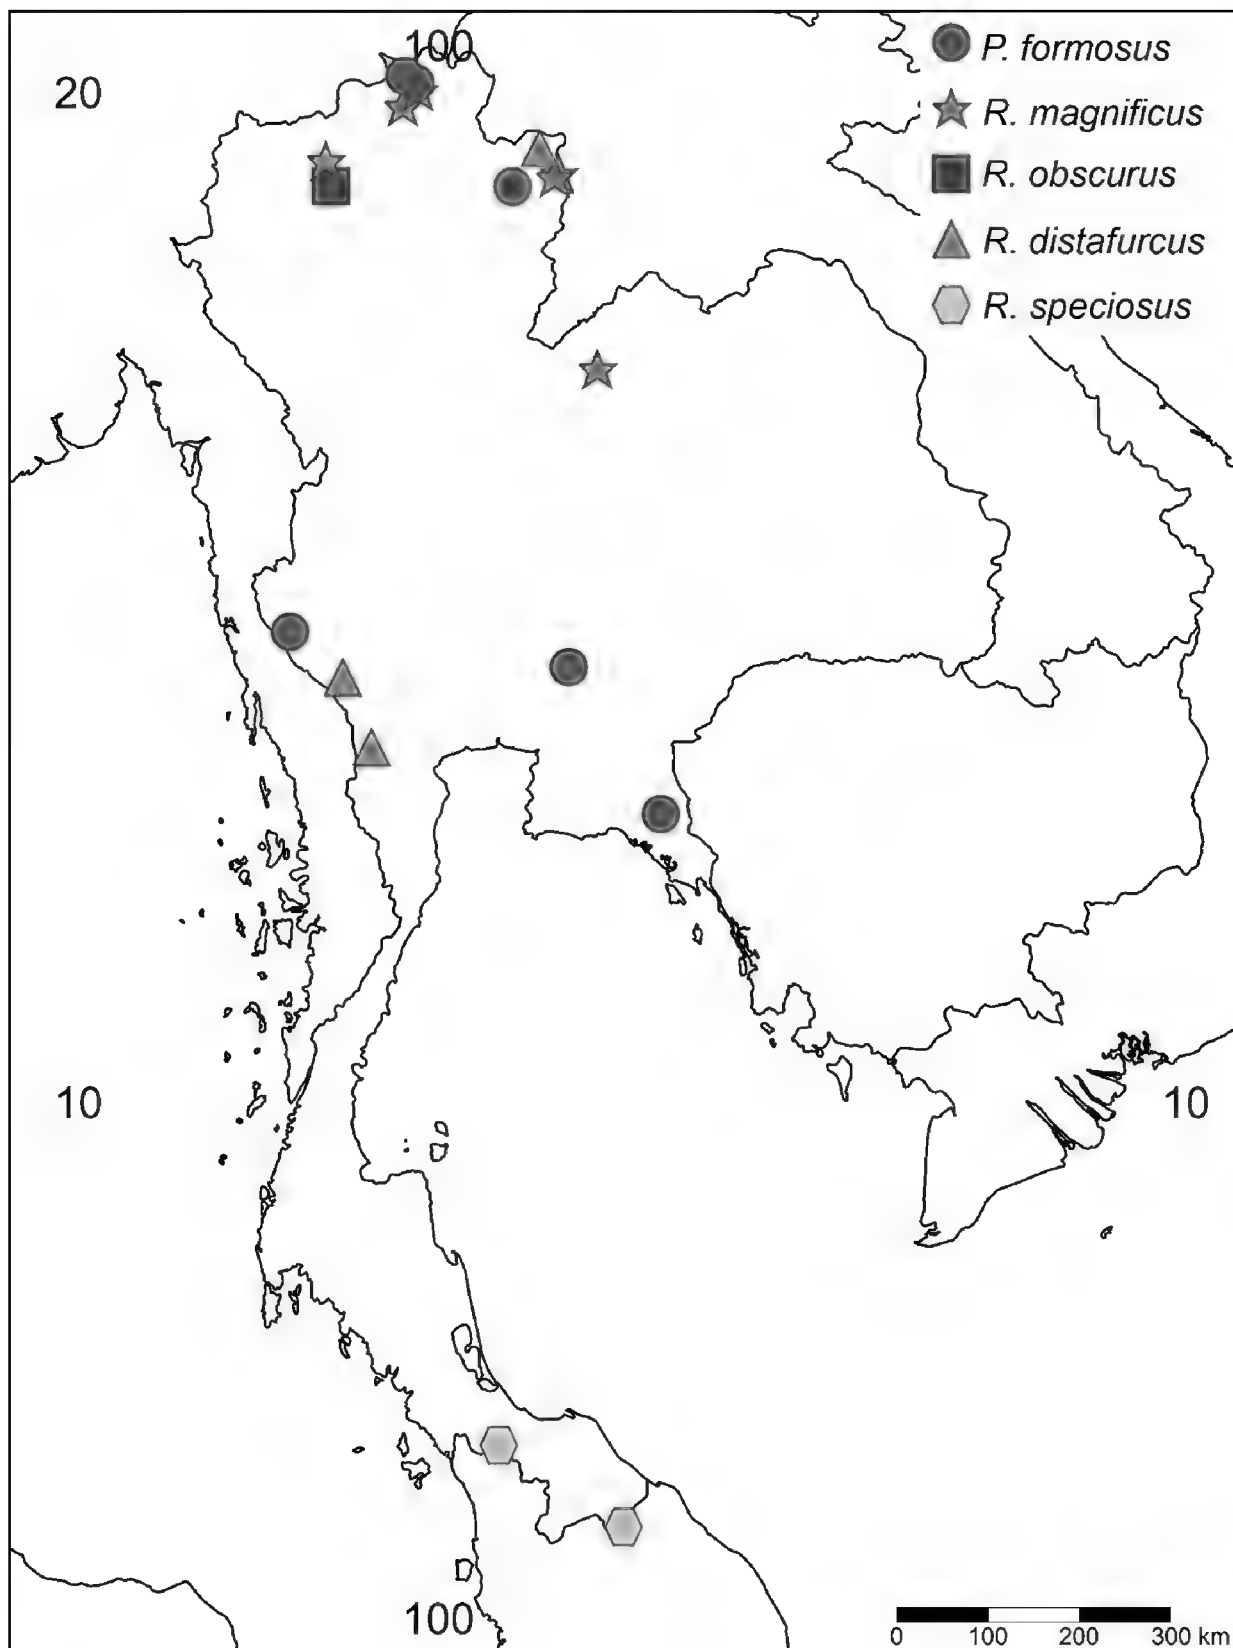 100
20
P. formosus
R. magnificus
R. obscurus
R. distafurcus
R. speciosus
10
10
100
0 100 200 300 km